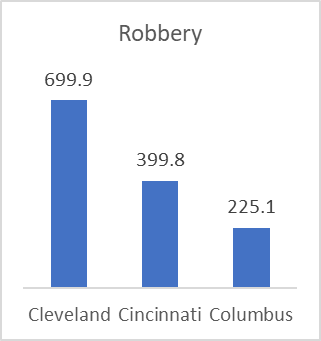 Robbery
699.9
399.8
225.1
Cleveland Cincinnati Columbus